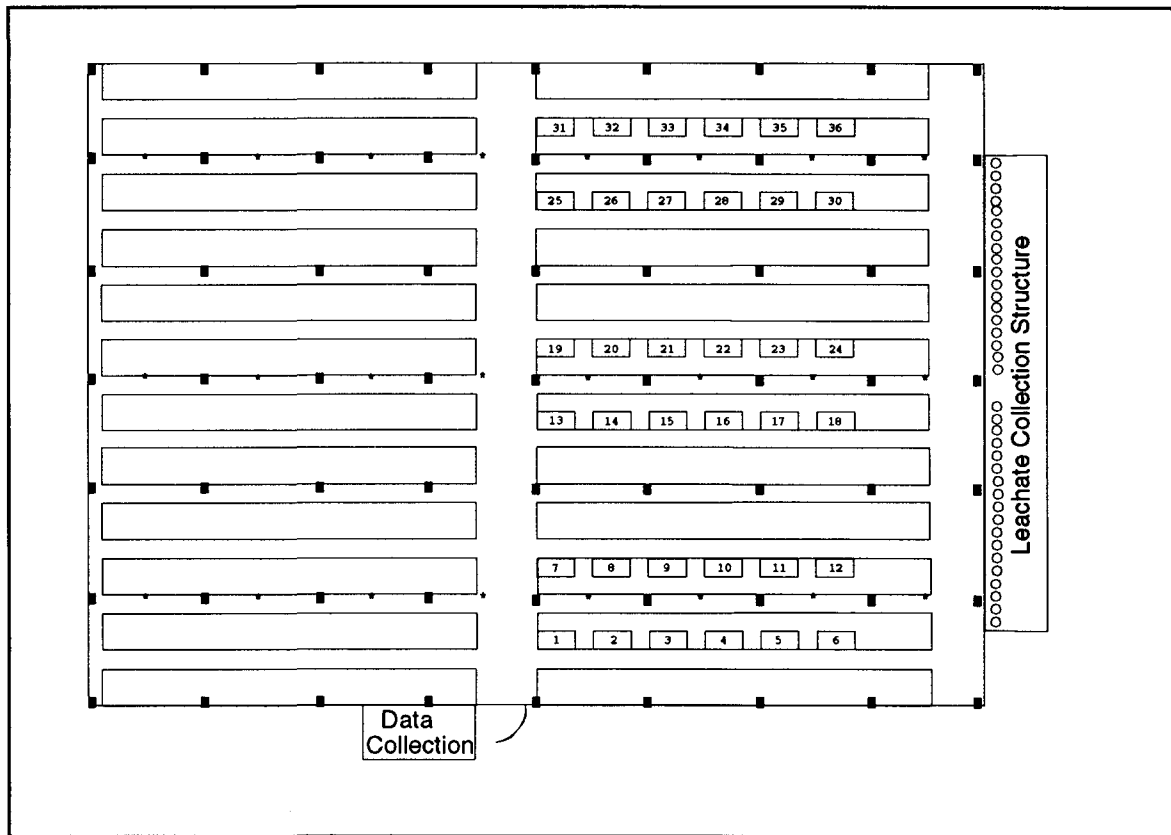 31 32 33 34 35 36
25 26 27 28 29 30
19 20 21 22 23 24
13 14 15 16 17 18
7 8 9 10 11 12
1 2 3 4 5 6
Leachate Collection Structure
Data
Collection